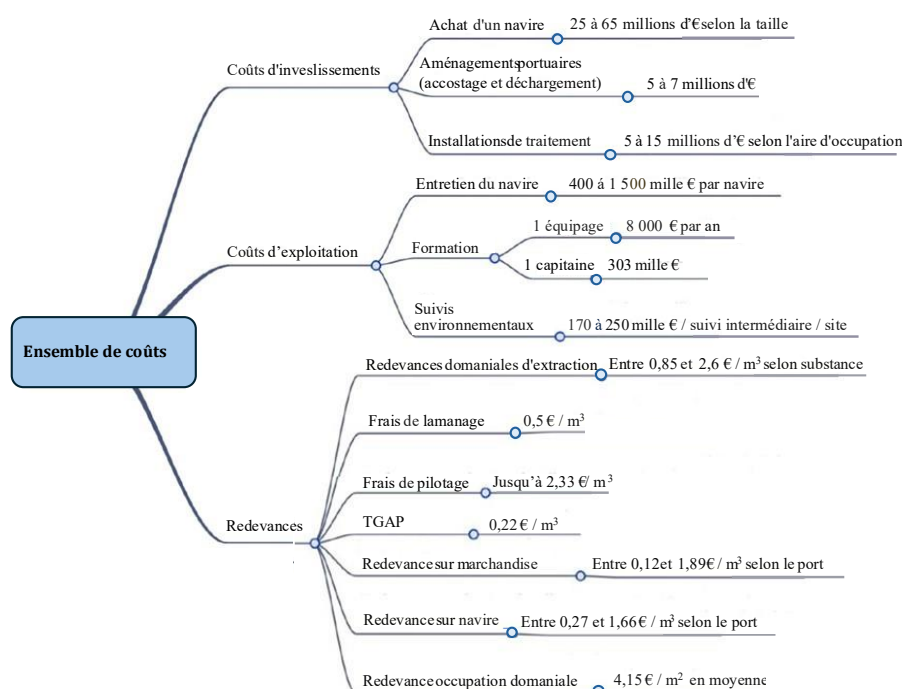 Achat d'un navire 25 à 65 millions d'€ selon la taille
Coûts d'inveslissements
Aménagements portuaires
(accostage et déchargement) 5 à 7 millions d'€
Installations de traitement 5 à 15 millions d'€ selon l'aire d'occupation
Entretien du navire 400 á 1 500 mille € par navire
Coûts d'exploitation
Formation
1 équipage 8 000 € par an
1 capitaine 303 mille €
Suivis
environnementaux 170 à 250 mille € / suivi intermédiaire / site
Ensemble de coûts
Redevances domaniales d'extraction Entre 0,85 et 2,6 € / m³ selon substance
Frais de lamanage 0,5 € / m³
Frais de pilotage Jusqu'à 2,33 €/ m³
Redevances
TGAP 0,22 € / m³
Redevance sur marchandise Entre 0,12 et 1,89€ / m³ selon le port
Redevance sur navire Entre 0,27 et 1,66€ / m³ selon le port
Redevance occupation domaniale 4,15 € / m² en moyenne